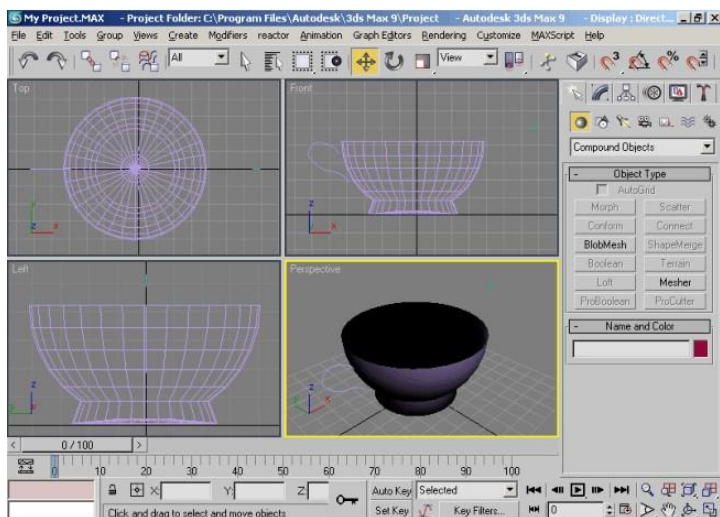 My Project.MAX - Project Folder: C:\Program Files\Autodesk\3ds Max 9\Project - Autodesk 3ds Max 9 - Display : Direct...
File Edit Tools Group Views Create Modifiers reactor Animation Graph Editors Rendering Customize MAXScript Help
All View 3 %
Top Front
Compound Objects
- Object Type
AutoGrid
Morph Scatter
Conform Connect
BlobMesh ShapeMerge
Boolean Terrain
Loft Mesher
ProBoolean ProCutter
- Name and Color
z x
z x
Left Perspective
z
z x
< 0 / 100 >
0 10 20 30 40 50 60 70 80 90 100
X: Y: Z: Auto Key Selected
Click and drag to select and move objects Set Key Key Filters... 0